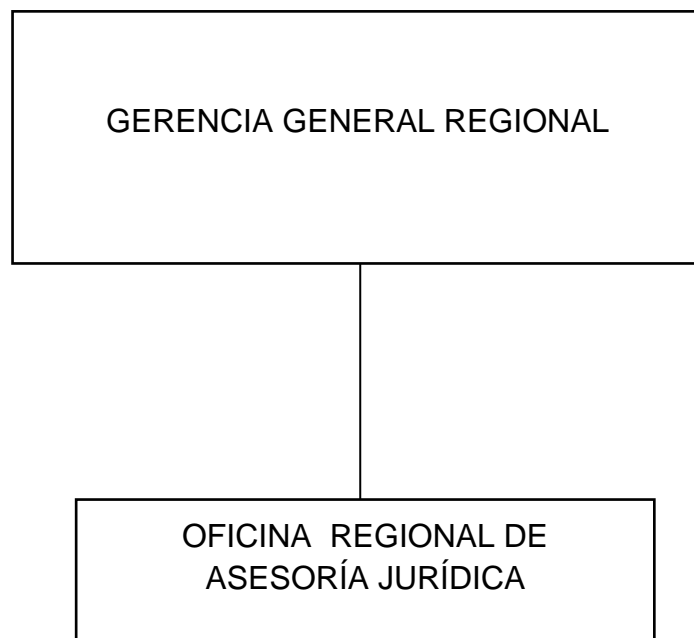 GERENCIA GENERAL REGIONAL
OFICINA  REGIONAL DE
ASESORÍA JURÍDICA